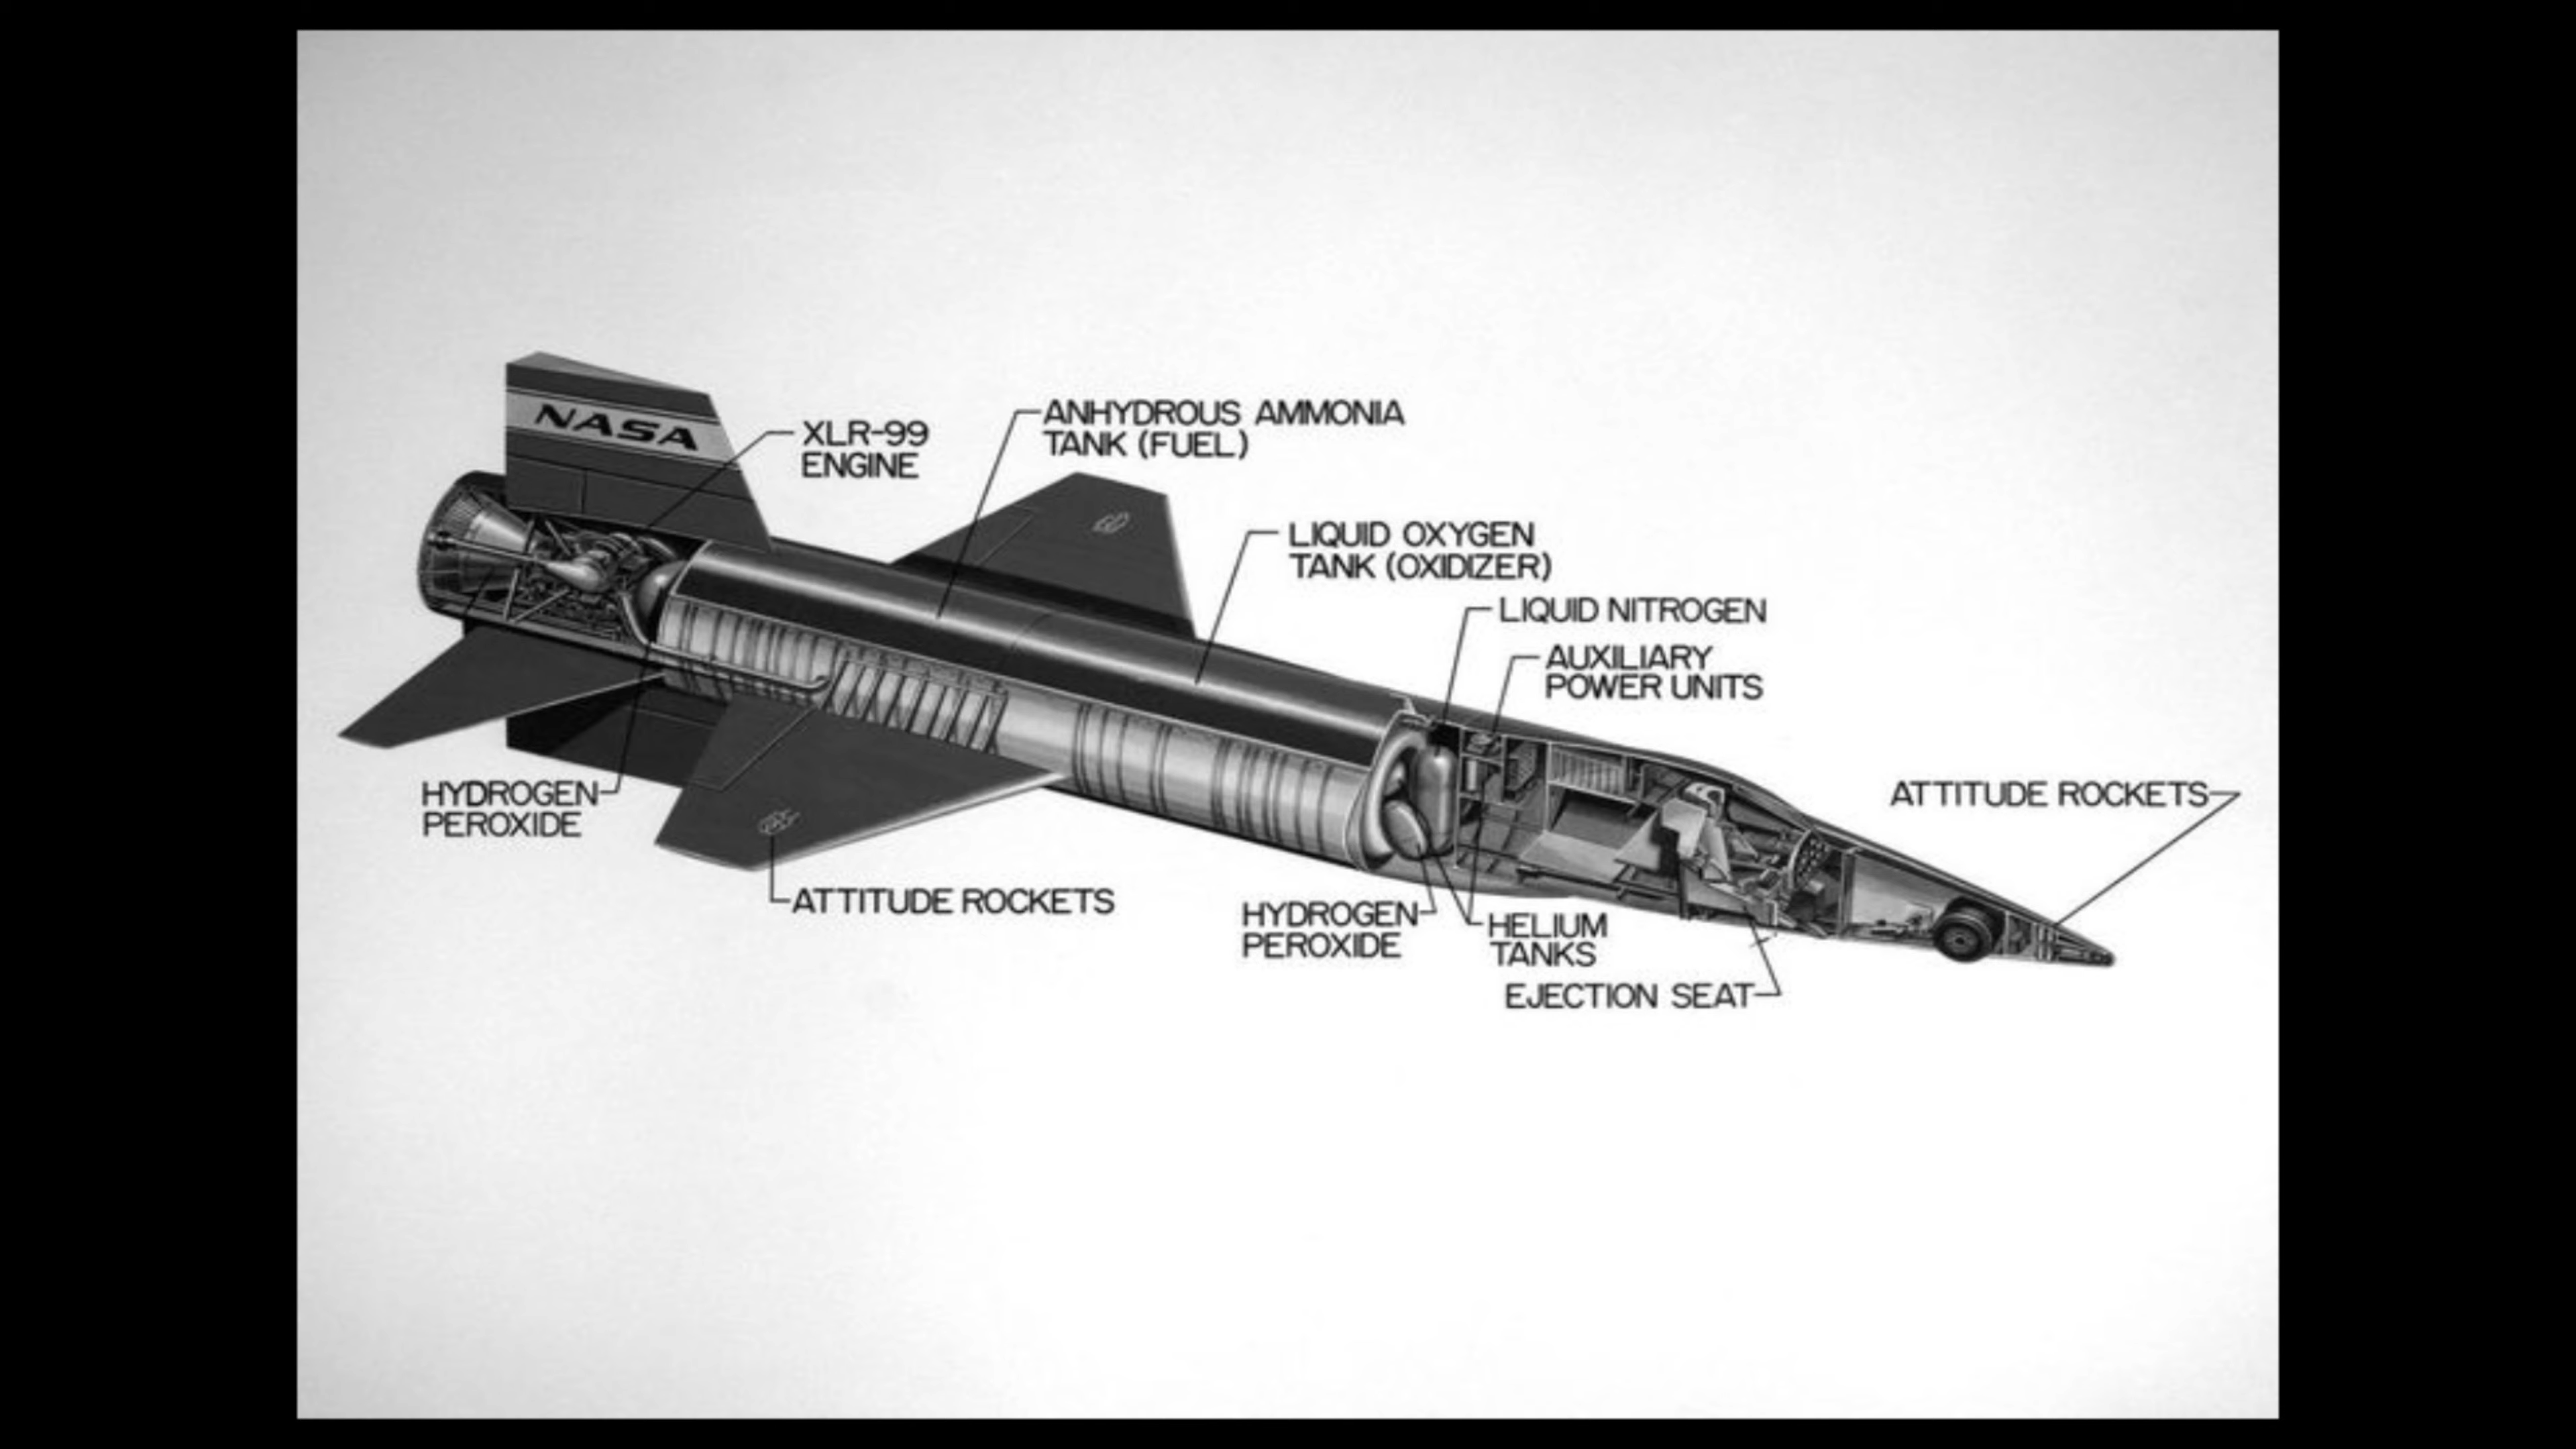 NASA
XLR-99
ENGINE
ANHYDROUS AMMONIA
TANK (FUEL)
LIQUID OXYGEN
TANK (OXIDIZER)
LIQUID NITROGEN
AUXILIARY
POWER UNITS
ATTITUDE ROCKETS
HYDROGEN
PEROXIDE
ATTITUDE ROCKETS
HYDROGEN
PEROXIDE
HELIUM
TANKS
EJECTION SEAT